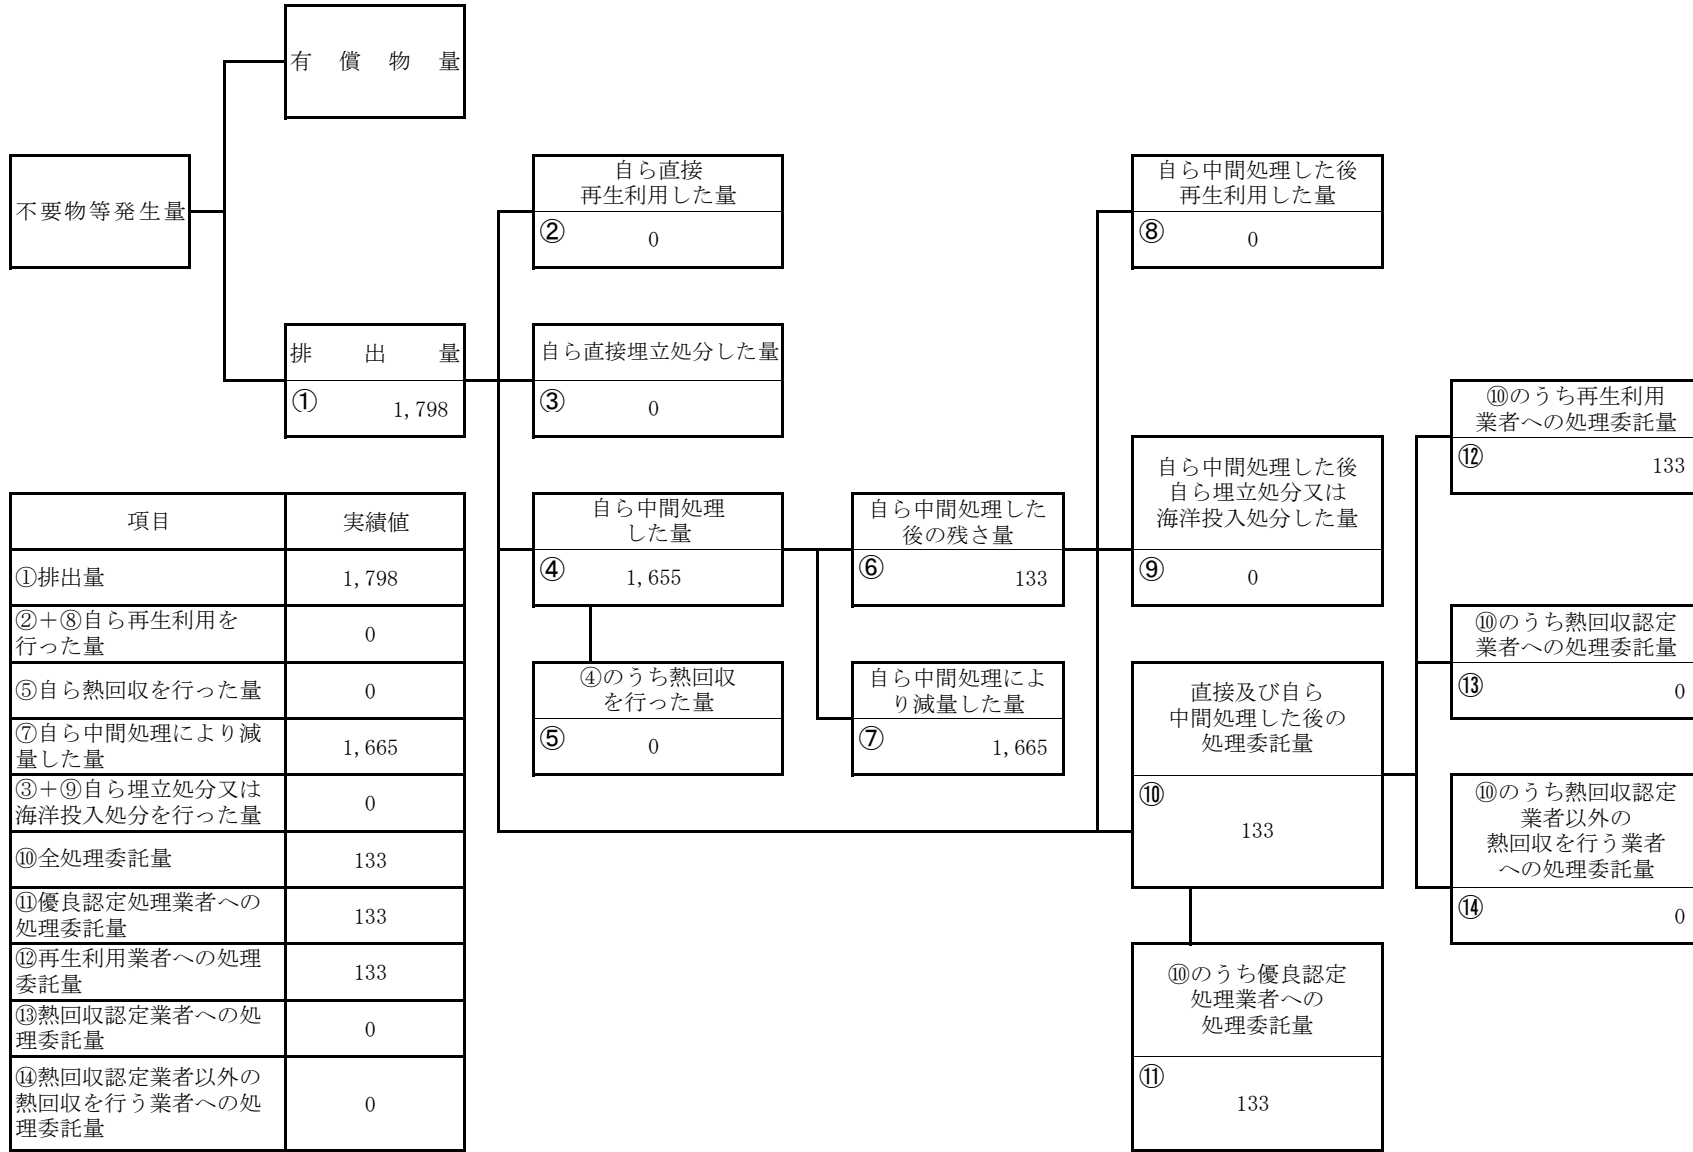 有償物量
不要物等発生量
排出量
① 1,798
自ら直接
再生利用した量
② 0
自ら直接埋立処分した量
③ 0
自ら中間処理
した量
④ 1,655
④のうち熱回収
を行った量
⑤ 0
自ら中間処理した
後の残さ量
⑥ 133
自ら中間処理によ
り減量した量
⑦ 1,665
自ら中間処理した後
再生利用した量
⑧ 0
自ら中間処理した後
自ら埋立処分又は
海洋投入処分した量
⑨ 0
直接及び自ら
中間処理した後の
処理委託量
⑩
133
⑩のうち優良認定
処理業者への
処理委託量
⑪
133
⑩のうち再生利用
業者への処理委託量
⑫ 133
⑩のうち熱回収認定
業者への処理委託量
⑬ 0
⑩のうち熱回収認定
業者以外の
熱回収を行う業者
への処理委託量
⑭ 0
項目 実績値
①排出量 1,798
②＋⑧自ら再生利用を
行った量 0
⑤自ら熱回収を行った量 0
⑦自ら中間処理により減
量した量 1,665
③＋⑨自ら埋立処分又は
海洋投入処分を行った量 0
⑩全処理委託量 133
⑪優良認定処理業者への
処理委託量 133
⑫再生利用業者への処理
委託量 133
⑬熱回収認定業者への処
理委託量 0
⑭熱回収認定業者以外の
熱回収を行う業者への処
理委託量 0